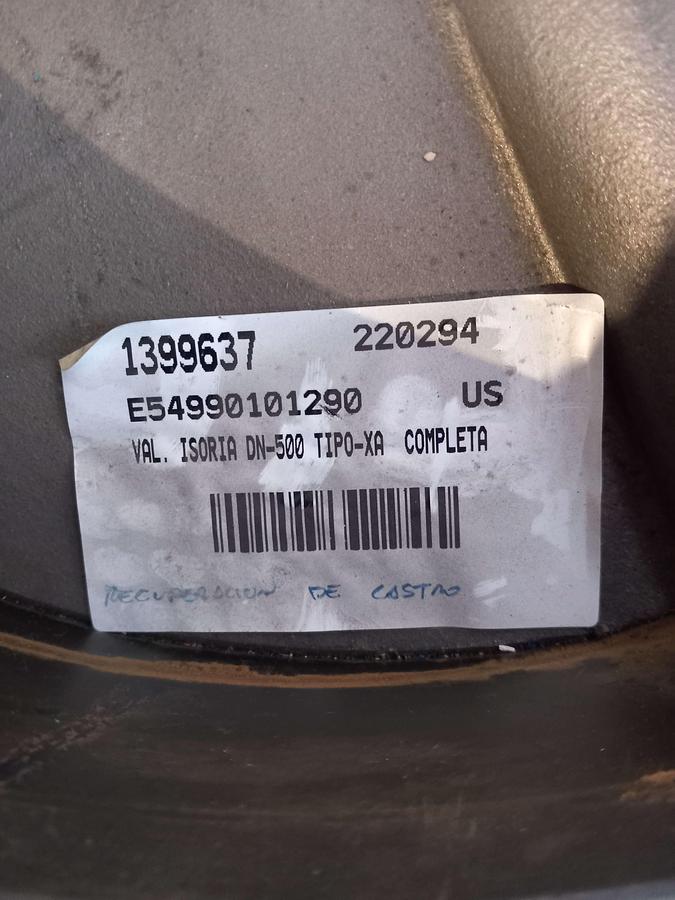 1399637 220294
E54990101290 US
VAL. ISORIA DN-500 TIPO-XA COMPLETA
RECUPERACION DE CASTRO